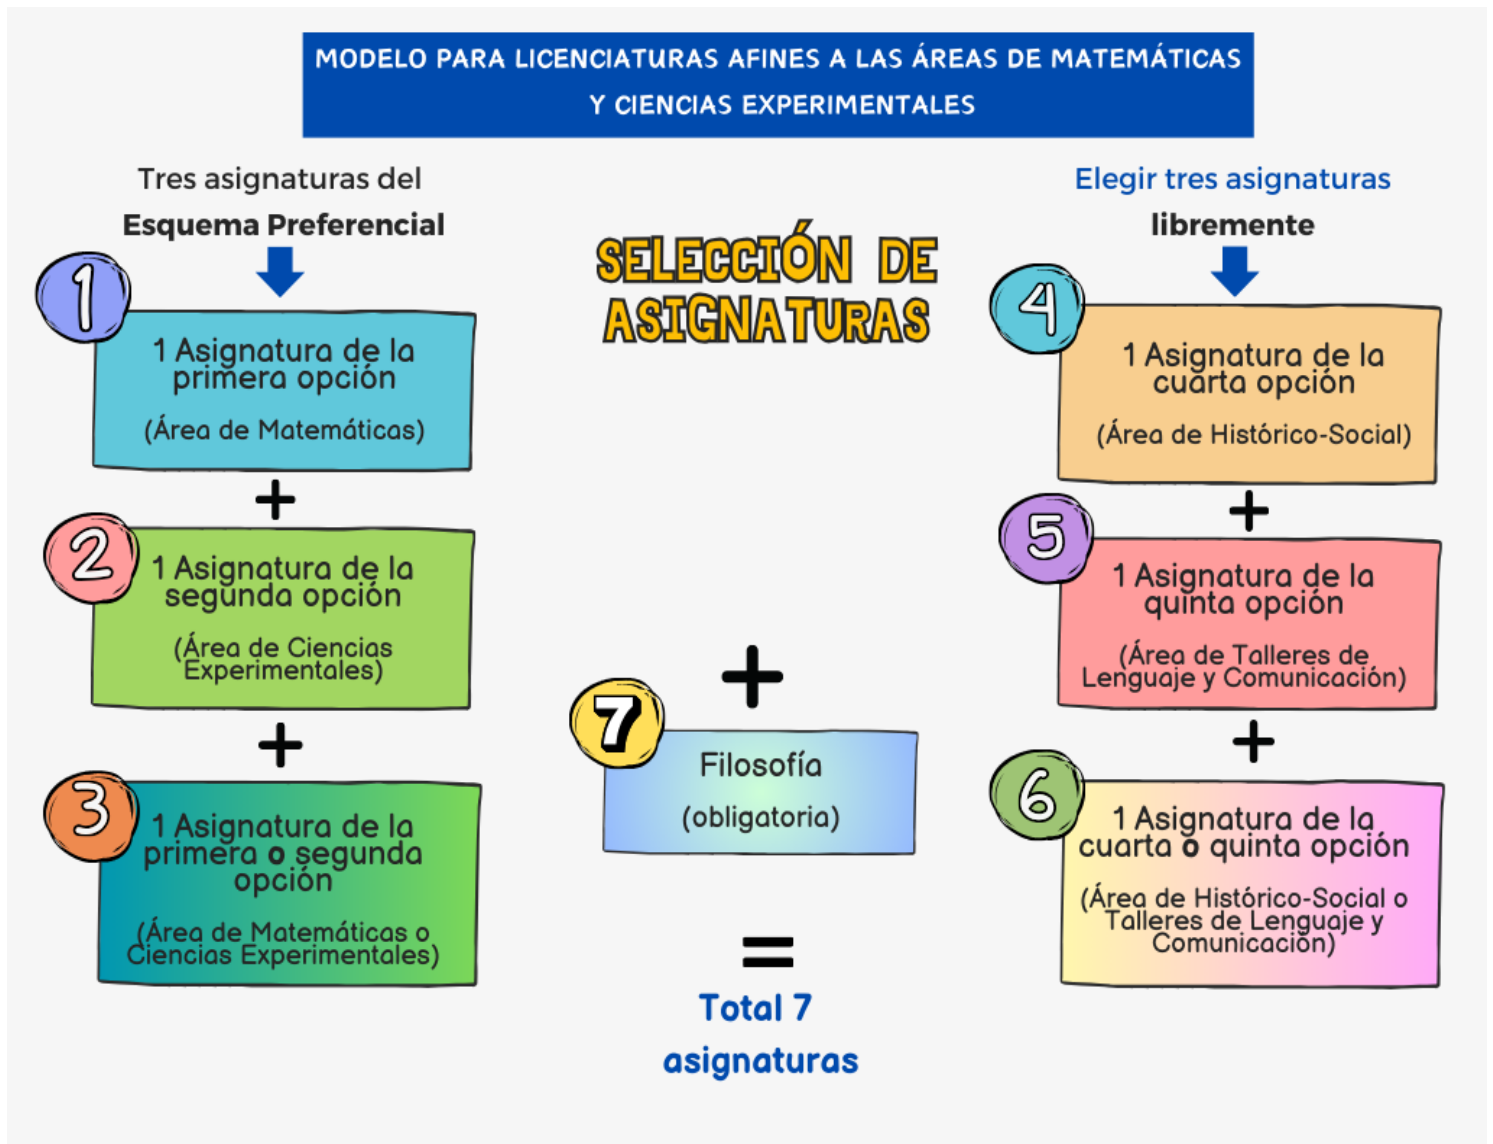 MODELO PARA LICENCIATURAS AFINES A LAS ÁREAS DE MATEMÁTICAS
Y CIENCIAS EXPERIMENTALES
Tres asignaturas del
Esquema Preferencial
SELECCIÓN DE
ASIGNATURAS
Elegir tres asignaturas
libremente
1
1 Asignatura de la
primera opción
(Área de Matemáticas)
+
2
1 Asignatura de la
segunda opción
(Área de Ciencias
Experimentales)
+
3
1 Asignatura de la
primera o segunda
opción
(Área de Matemáticas o
Ciencias Experimentales)
4
1 Asignatura de la
cuarta opción
(Área de Histórico-Social)
+
5
1 Asignatura de la
quinta opción
(Área de Talleres de
Lenguaje y Comunicación)
+
6
1 Asignatura de la
cuarta o quinta opción
(Área de Histórico-Social o
Talleres de Lenguaje y
Comunicación)
+
7
Filosofía
(obligatoria)
=
Total 7
asignaturas